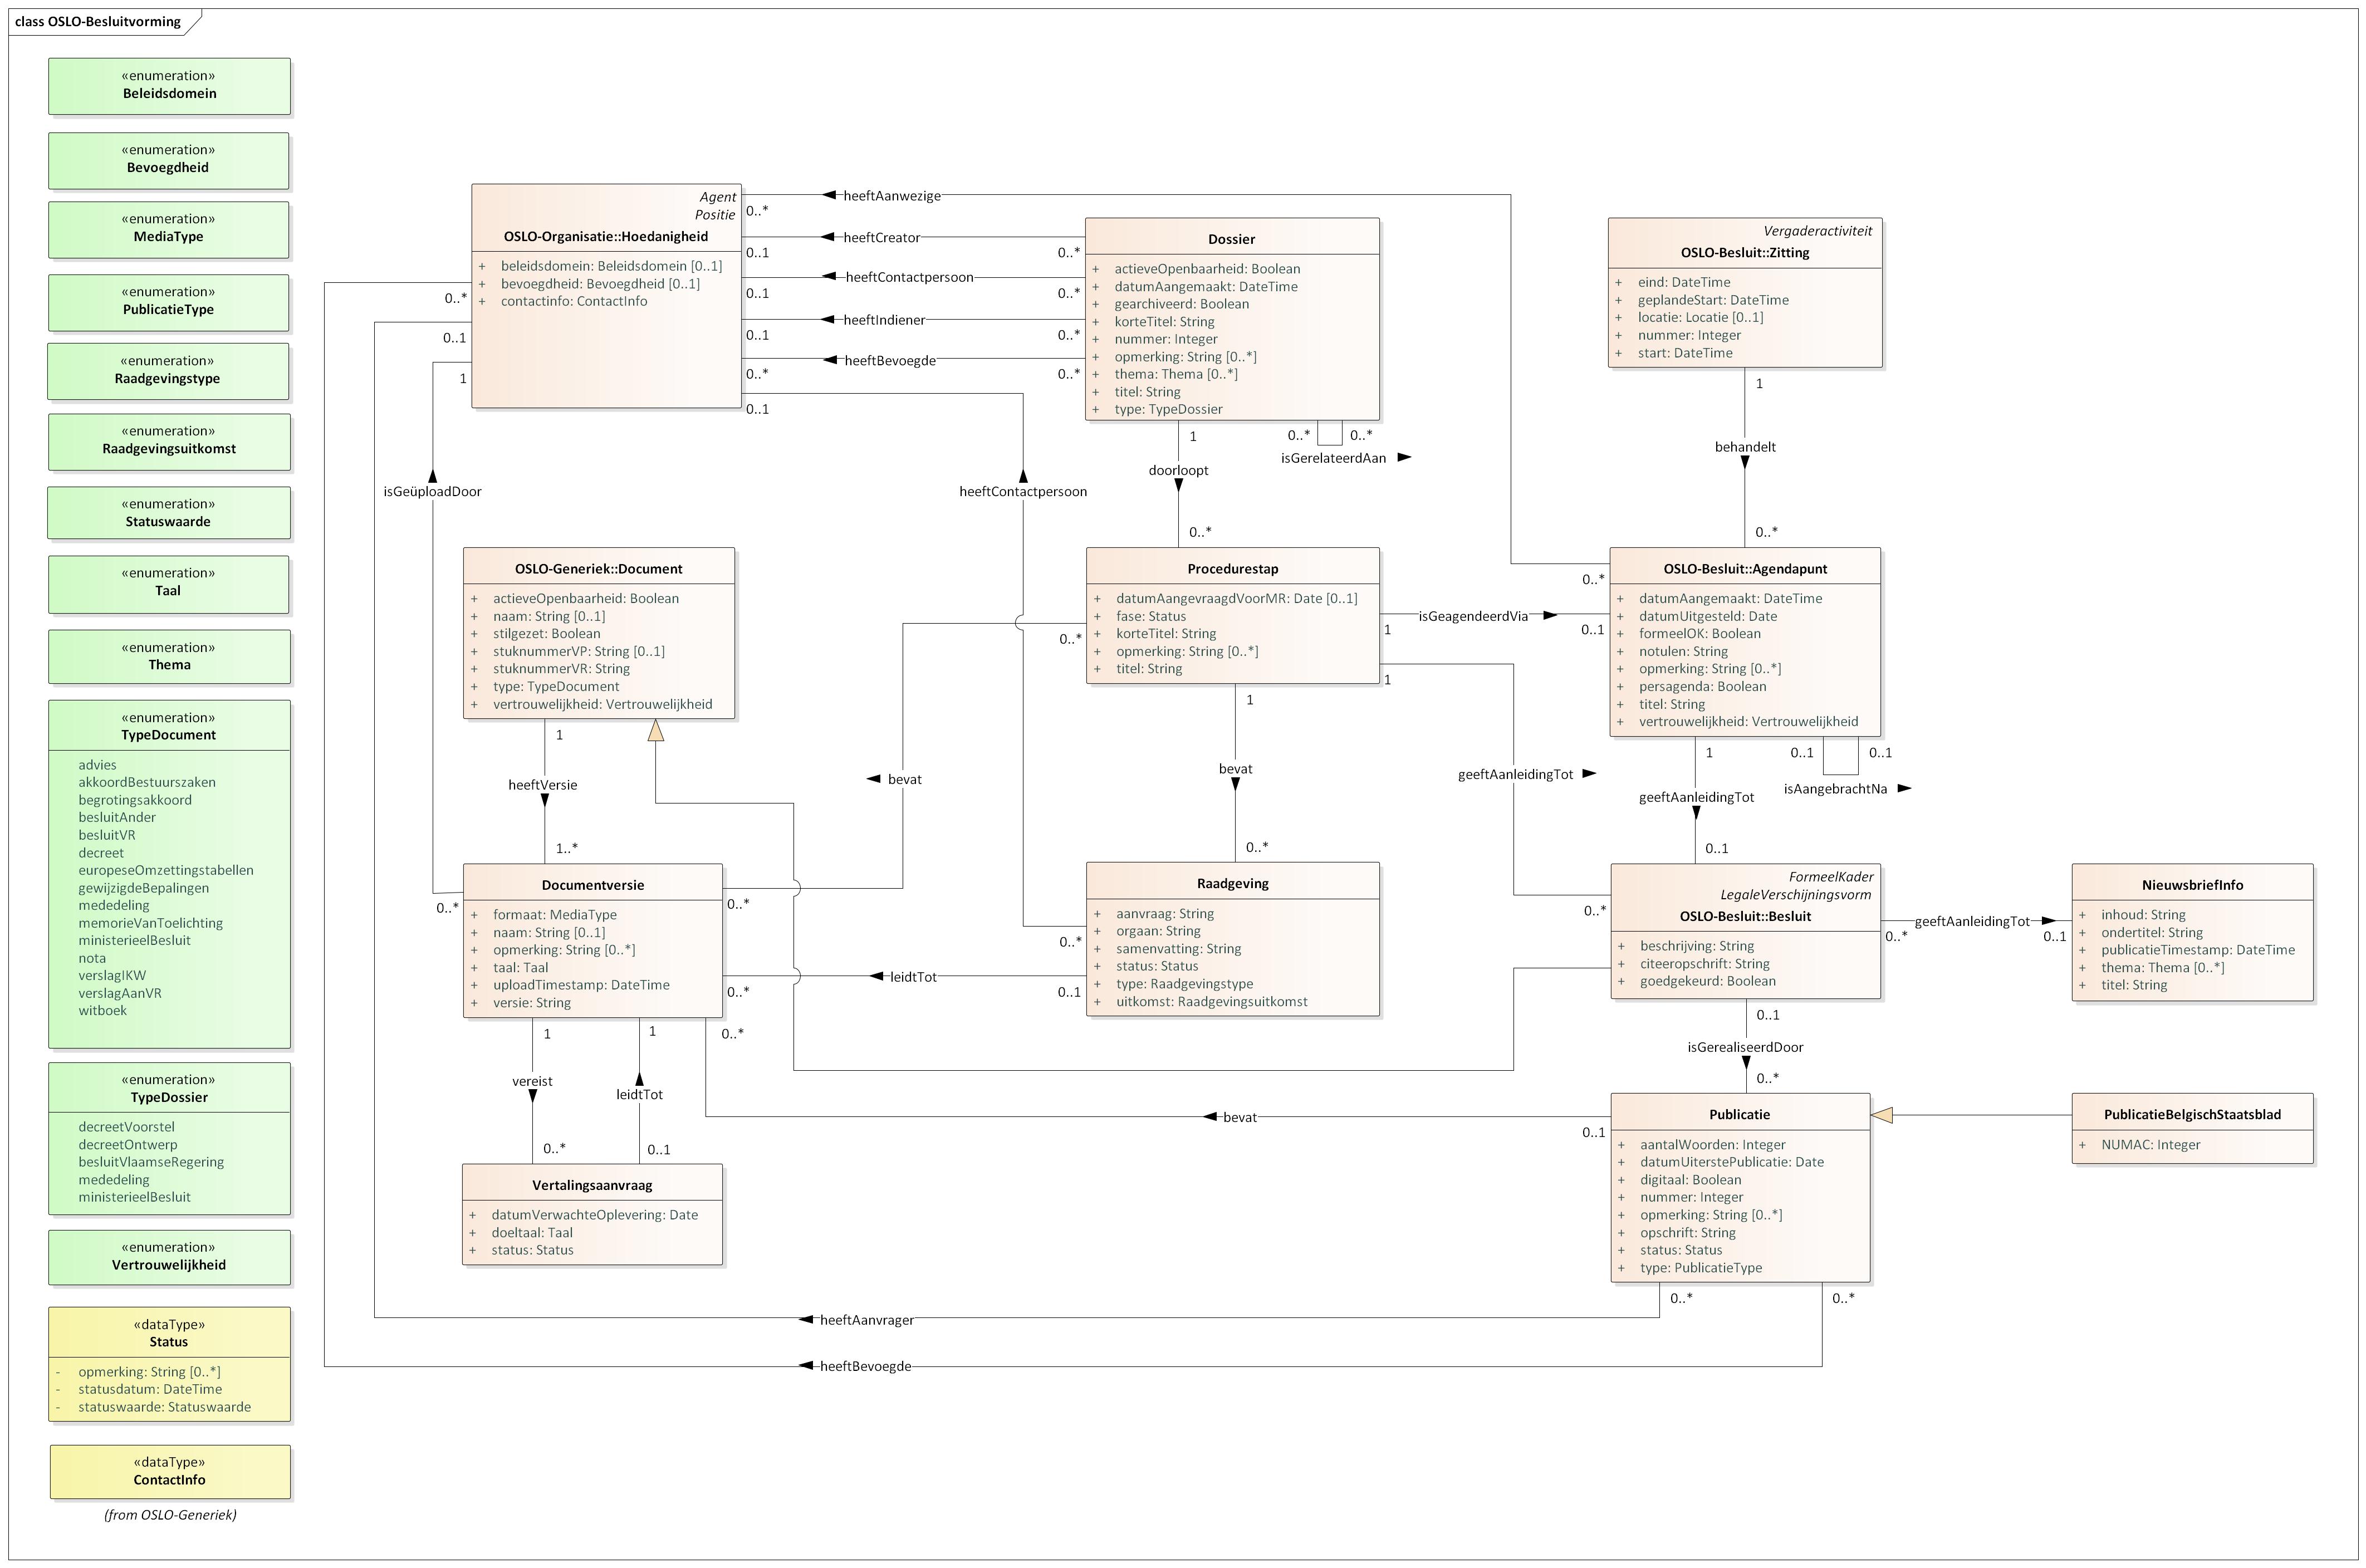 class OSLO-Besluitvorming
«enumeration»
Beleidsdomein
«enumeration»
Bevoegdheid
«enumeration»
MediaType
«enumeration»
PublicatieType
«enumeration»
Raadgevingstype
«enumeration»
Raadgevingsuitkomst
«enumeration»
Statuswaarde
«enumeration»
Taal
«enumeration»
Thema
«enumeration»
TypeDocument
advies
akkoordBestuurszaken
begrotingsakkoord
besluitAnder
besluitVR
decreet
europeseOmzettingstabellen
gewijzigdeBepalingen
mededeling
memorieVanToelichting
ministerieelBesluit
nota
verslagIKW
verslagAanVR
witboek
«enumeration»
TypeDossier
decreetVoorstel
decreetOntwerp
besluitVlaamseRegering
mededeling
ministerieelBesluit
«enumeration»
Vertrouwelijkheid
«dataType»
Status
- opmerking: String [0..*]
- statusdatum: DateTime
- statuswaarde: Statuswaarde
«dataType»
ContactInfo
(from OSLO-Generiek)
Agent
Positie
OSLO-Organisatie::Hoedanigheid
+ beleidsdomein: Beleidsdomein [0..1]
+ bevoegdheid: Bevoegdheid [0..1]
+ contactinfo: ContactInfo
0..*
0..1
1
0..*
0..1
0..1
0..1
0..*
0..1
heeftAanwezige
heeftCreator
heeftContactpersoon
heeftIndiener
heeftBevoegde
0..*
0..*
0..*
0..*
Dossier
+ actieveOpenbaarheid: Boolean
+ datumAangemaakt: DateTime
+ gearchiveerd: Boolean
+ korteTitel: String
+ nummer: Integer
+ opmerking: String [0..*]
+ thema: Thema [0..*]
+ titel: String
+ type: TypeDossier
1
doorloopt
0..*
0..*
0..*
isGerelateerdAan
Vergaderactiviteit
OSLO-Besluit::Zitting
+ eind: DateTime
+ geplandeStart: DateTime
+ locatie: Locatie [0..1]
+ nummer: Integer
+ start: DateTime
1
behandelt
0..*
isGeüploadDoor
heeftContactpersoon
OSLO-Generiek::Document
+ actieveOpenbaarheid: Boolean
+ naam: String [0..1]
+ stilgezet: Boolean
+ stuknummerVP: String [0..1]
+ stuknummerVR: String
+ type: TypeDocument
+ vertrouwelijkheid: Vertrouwelijkheid
1
heeftVersie
1..*
Procedurestap
+ datumAangevraagdVoorMR: Date [0..1]
+ fase: Status
+ korteTitel: String
+ opmerking: String [0..*]
+ titel: String
0..*
1
isGeagendeerdVia
0..1
1
geeftAanleidingTot
0..*
1
bevat
0..*
bevat
0..*
OSLO-Besluit::Agendapunt
+ datumAangemaakt: DateTime
+ datumUitgesteld: Date
+ formeelOK: Boolean
+ notulen: String
+ opmerking: String [0..*]
+ persagenda: Boolean
+ titel: String
+ vertrouwelijkheid: Vertrouwelijkheid
1
geeftAanleidingTot
0..1
0..1
0..1
isAangebrachtNa
Documentversie
+ formaat: MediaType
+ naam: String [0..1]
+ opmerking: String [0..*]
+ taal: Taal
+ uploadTimestamp: DateTime
+ versie: String
0..*
0..*
0..*
leidtTot
0..1
0..*
Raadgeving
+ aanvraag: String
+ orgaan: String
+ samenvatting: String
+ status: Status
+ type: Raadgevingstype
+ uitkomst: Raadgevingsuitkomst
FormeelKader
LegaleVerschijningsvorm
OSLO-Besluit::Besluit
+ beschrijving: String
+ citeeropschrift: String
+ goedgekeurd: Boolean
0..*
geeftAanleidingTot
0..1
NieuwsbriefInfo
+ inhoud: String
+ ondertitel: String
+ publicatieTimestamp: DateTime
+ thema: Thema [0..*]
+ titel: String
0..1
isGerealiseerdDoor
0..*
1
vereist
0..*
1
leidtTot
0..1
0..*
bevat
0..1
Vertalingsaanvraag
+ datumVerwachteOplevering: Date
+ doeltaal: Taal
+ status: Status
Publicatie
+ aantalWoorden: Integer
+ datumUiterstePublicatie: Date
+ digitaal: Boolean
+ nummer: Integer
+ opmerking: String [0..*]
+ opschrift: String
+ status: Status
+ type: PublicatieType
PublicatieBelgischStaatsblad
+ NUMAC: Integer
0..*
0..*
heeftAanvrager
heeftBevoegde